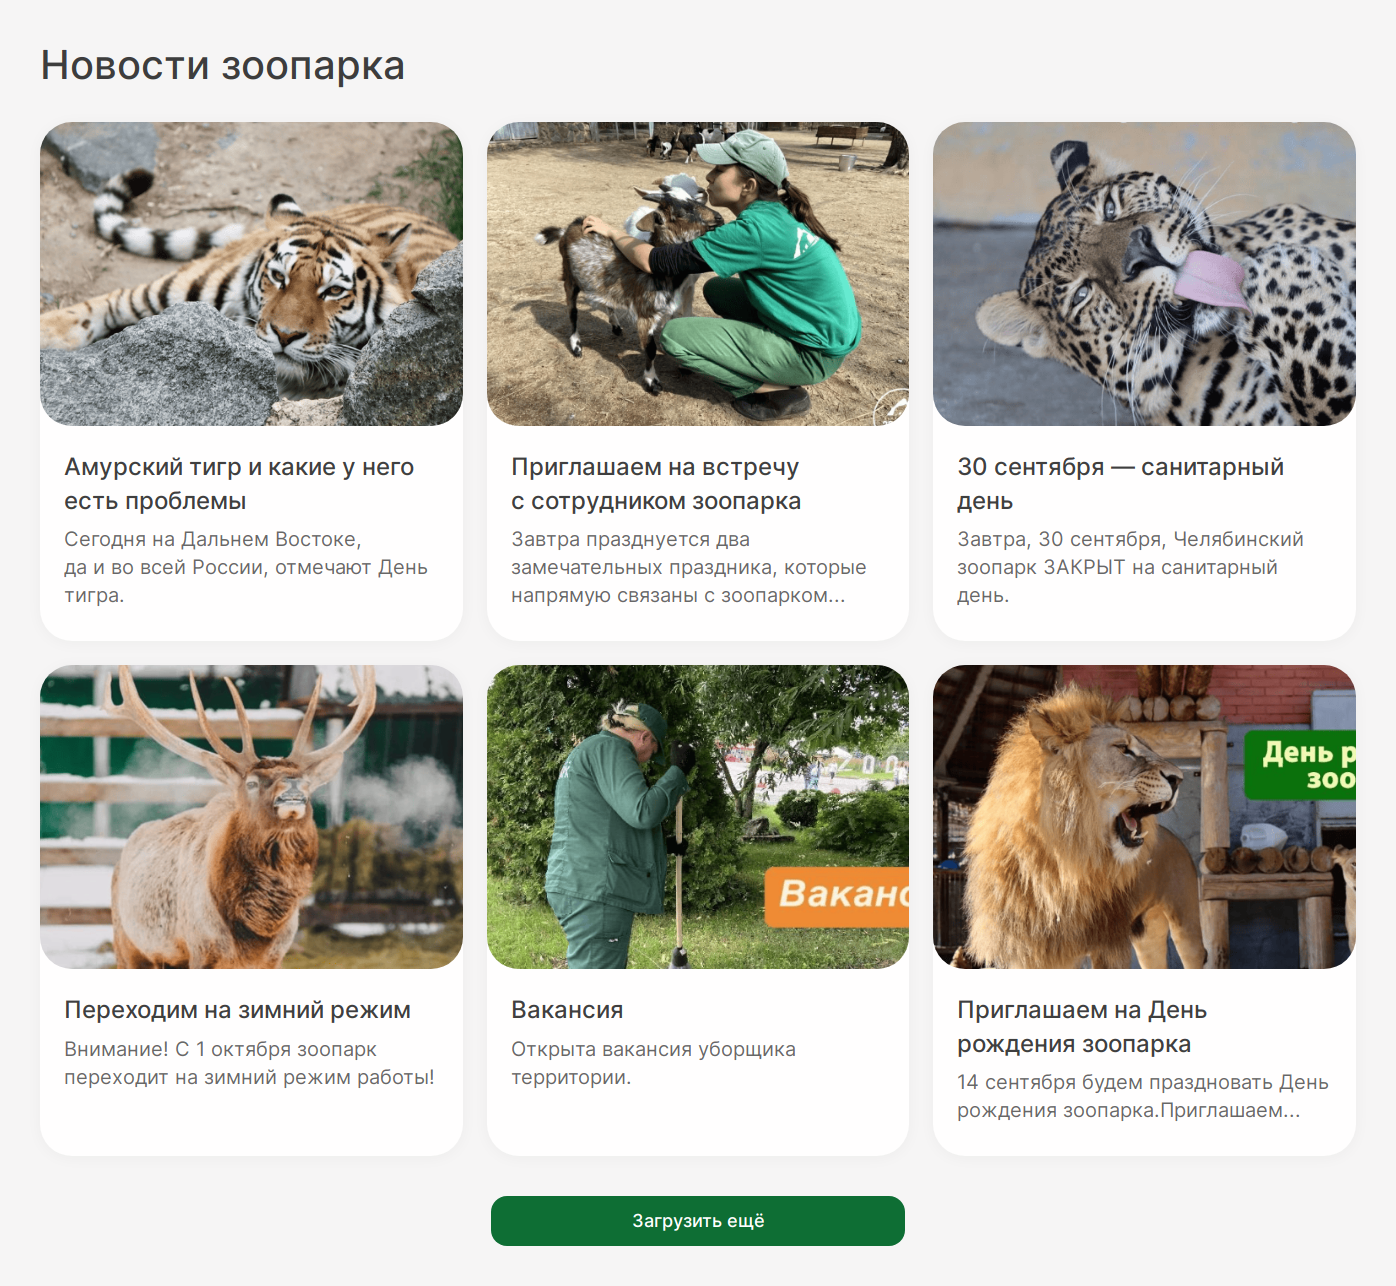 Новости зоопарка
Амурский тигр и какие у него
есть проблемы
Сегодня на Дальнем Востоке,
да и во всей России, отмечают День
тигра.
Приглашаем на встречу
с сотрудником зоопарка
Завтра празднуется два
замечательных праздника, которые
напрямую связаны с зоопарком...
30 сентября — санитарный
день
Завтра, 30 сентября, Челябинский
зоопарк ЗАКРЫТ на санитарный
день.
ZOO
Ваканс
День р
зоо
Переходим на зимний режим
Внимание! С 1 октября зоопарк
переходит на зимний режим работы!
Вакансия
Открыта вакансия уборщика
территории.
Приглашаем на День
рождения зоопарка
14 сентября будем праздновать День
рождения зоопарка.Приглашаем...
Загрузить ещё